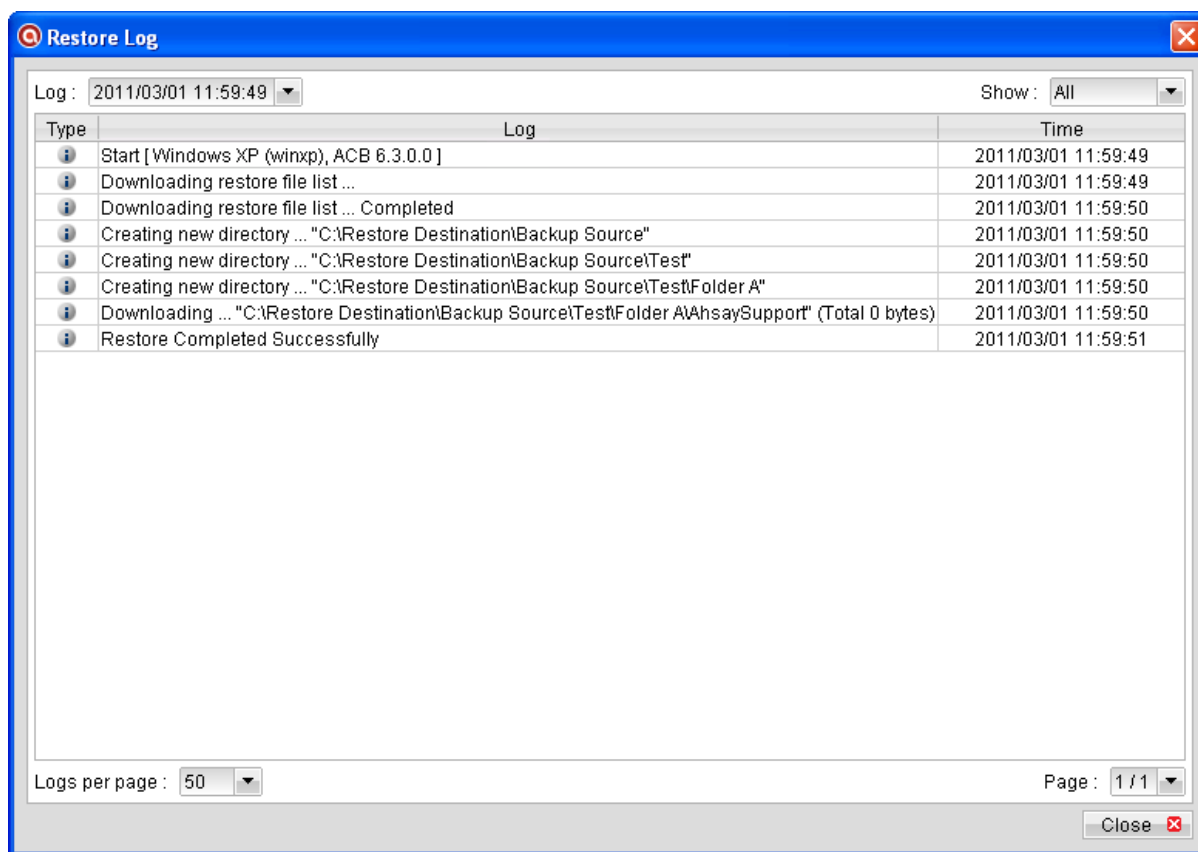 Restore Log
Log : 2011/03/01 11:59:49 Show : All
Type Log Time
Start [ Windows XP (winxp), ACB 6.3.0.0 ] 2011/03/01 11:59:49
Downloading restore file list ... 2011/03/01 11:59:49
Downloading restore file list ... Completed 2011/03/01 11:59:50
Creating new directory ... "C:\Restore Destination\Backup Source" 2011/03/01 11:59:50
Creating new directory ... "C:\Restore Destination\Backup Source\Test" 2011/03/01 11:59:50
Creating new directory ... "C:\Restore Destination\Backup Source\Test\Folder A" 2011/03/01 11:59:50
Downloading ... "C:\Restore Destination\Backup Source\Test\Folder A\AhsaySupport" (Total 0 bytes) 2011/03/01 11:59:50
Restore Completed Successfully 2011/03/01 11:59:51
Logs per page : 50 Page : 1 / 1
Close